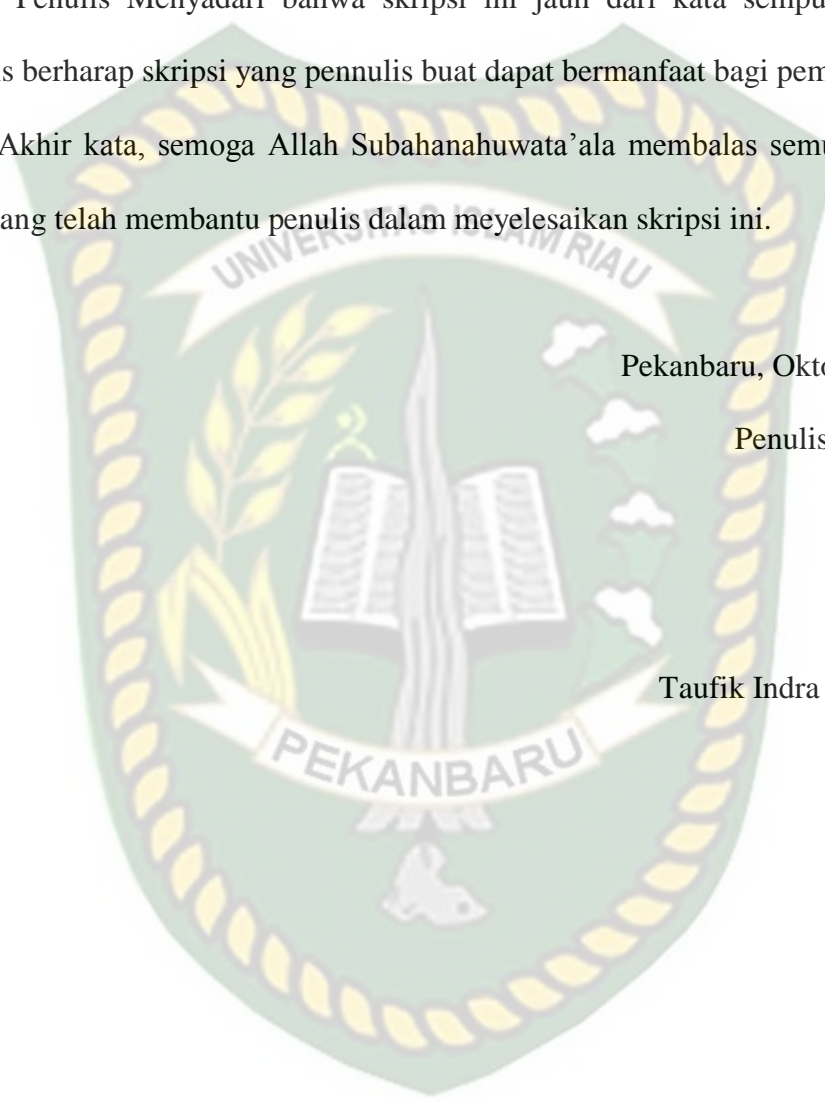 Penulis Menyadari bahwa skripsi ini jauh dari kata sempu
s berharap skripsi yang pennulis buat dapat bermanfaat bagi pem
Akhir kata, semoga Allah Subahanahuwata’ala membalas semu
ang telah membantu penulis dalam meyelesaikan skripsi ini.
UNIVERSITAS ISLAM RIAU
Pekanbaru, Okto
Penulis
Taufik Indra
PEKANBARU